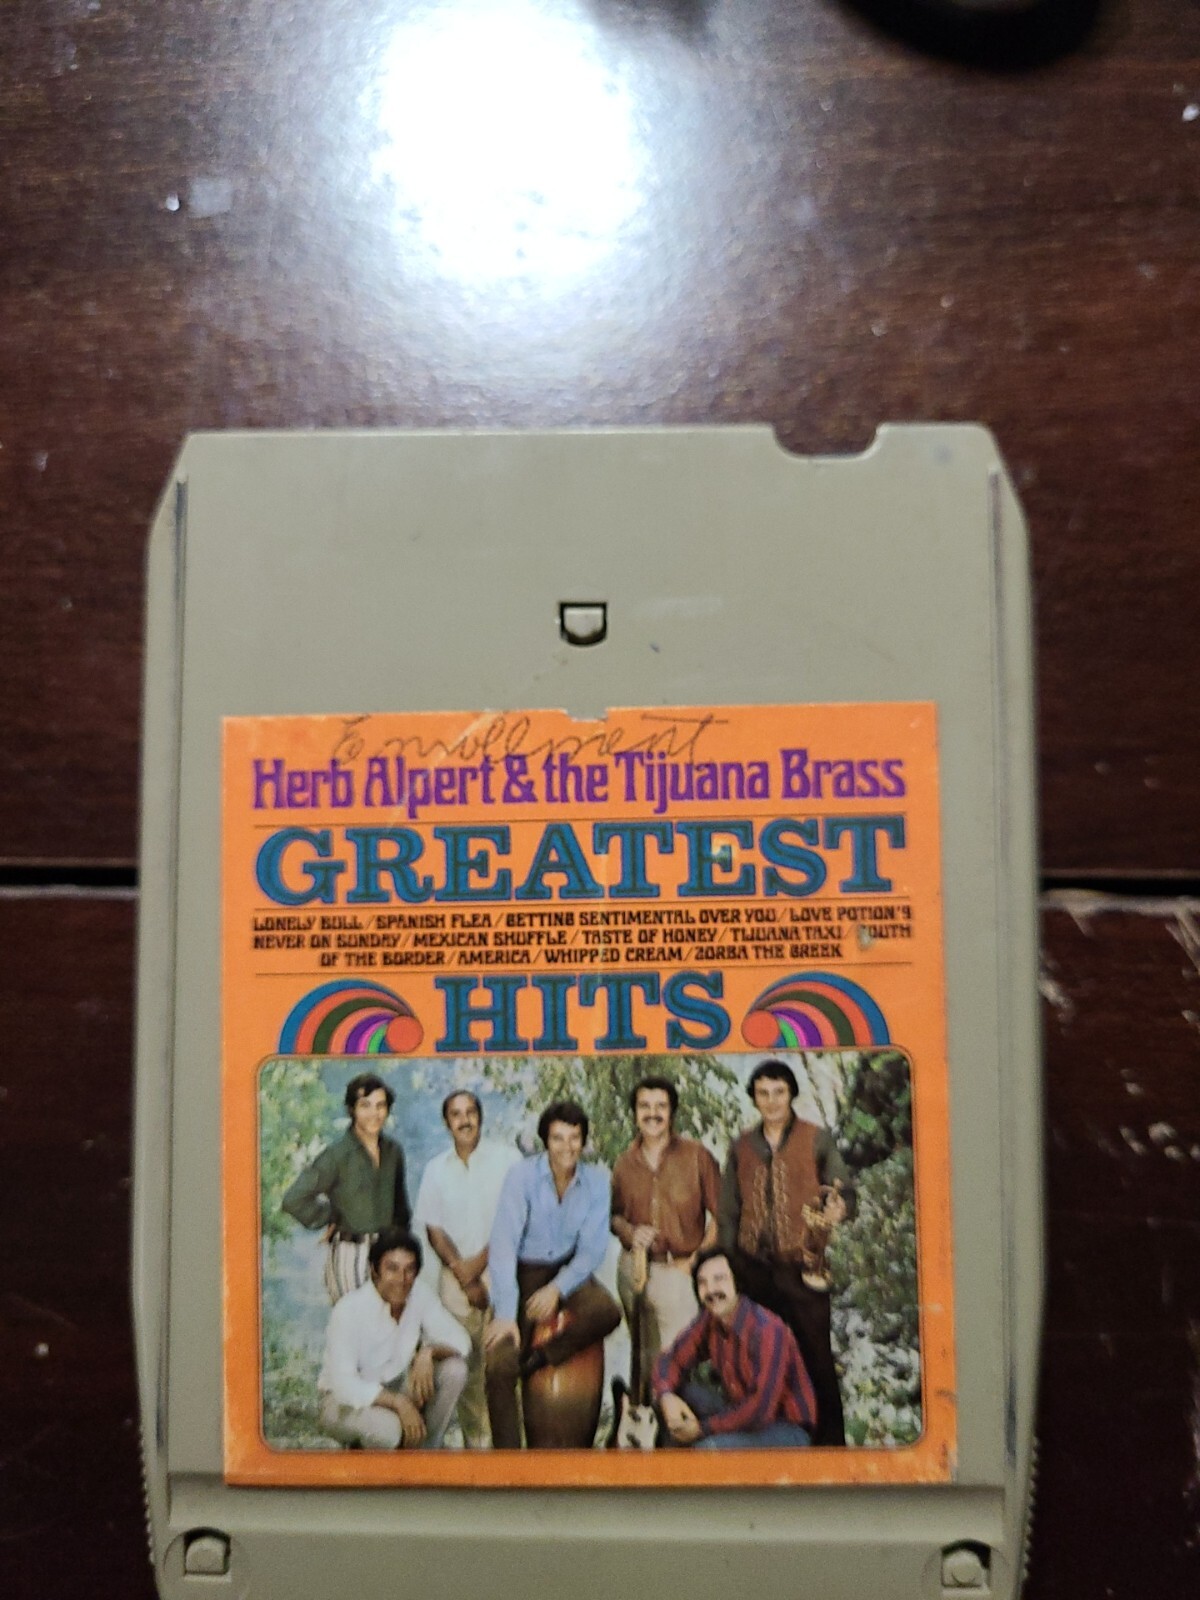 Enrollment
Herb Alpert & the Tijuana Brass
GREATEST
LONELY BULL / SPANISH FLEA / GETTING SENTIMENTAL OVER YOU / LOVE POTION '9
NEVER ON SUNDAY / MEXICAN SHUFFLE / TASTE OF HONEY / TIJUANA TAXI / SOUTH
OF THE BORDER / AMERICA / WHIPPED CREAM / ZORBA THE GREEK
HITS